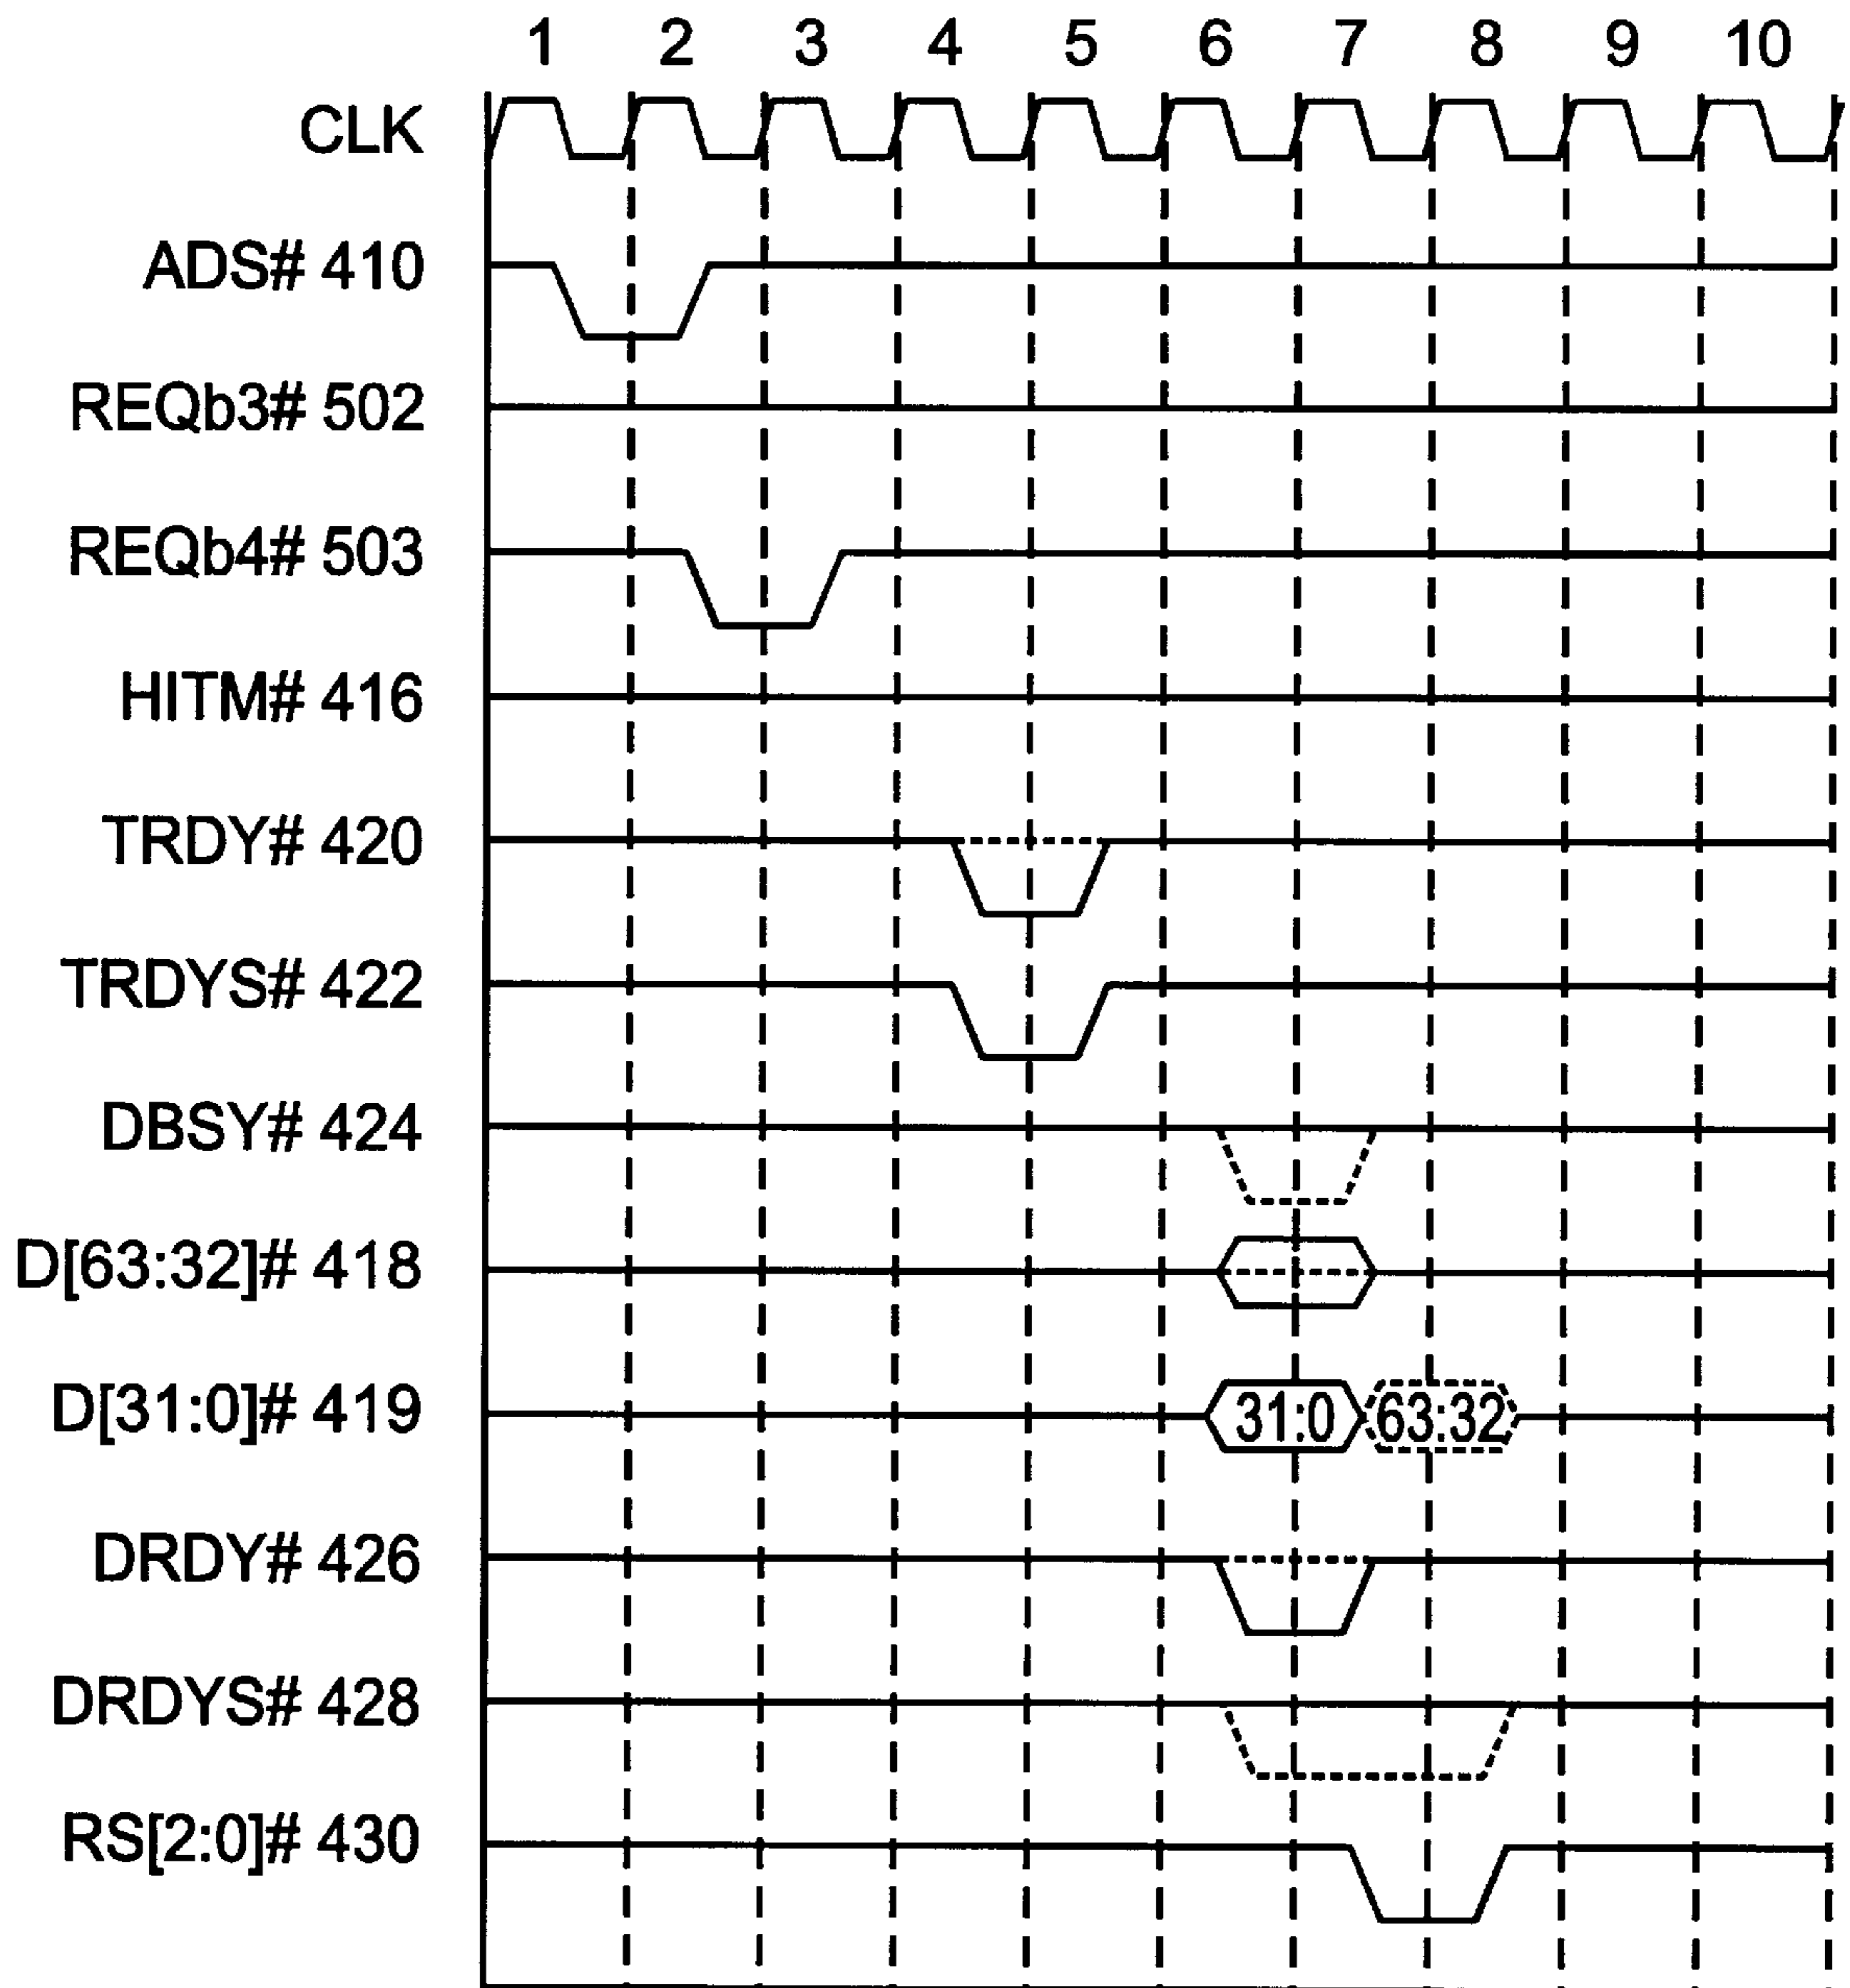 1 2 3 4 5 6 7 8 9 10
CLK
ADS# 410
REQb3# 502
REQb4# 503
HITM# 416
TRDY# 420
TRDYS# 422
DBSY# 424
D[63:32]# 418
D[31:0]# 419 31:0 63:32
DRDY# 426
DRDYS# 428
RS[2:0]# 430